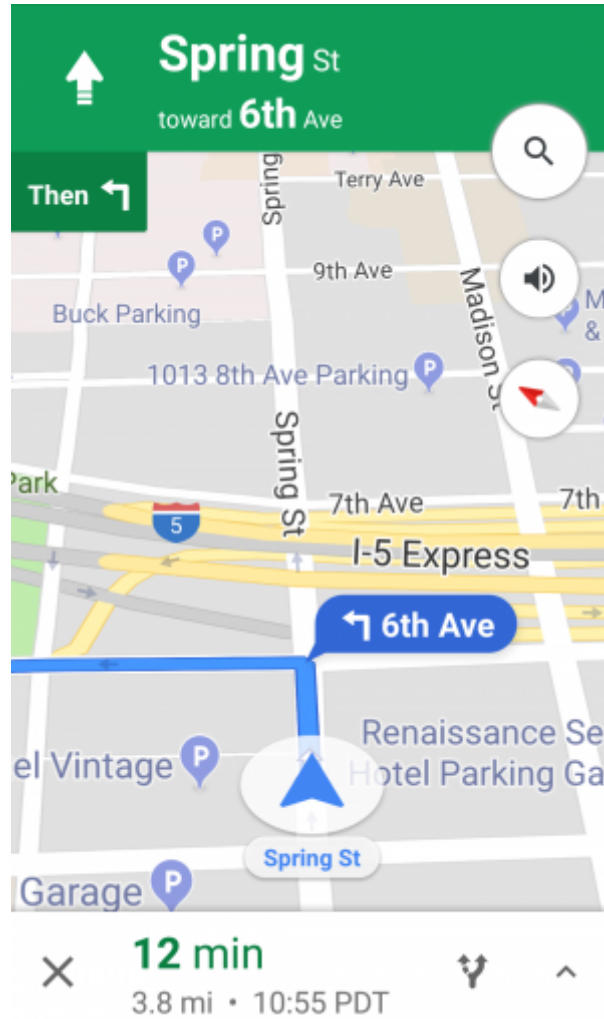 Spring St
toward 6th Ave
Then
Spring
Terry Ave
P
9th Ave
P
Madison St
M
&
Buck Parking
1013 8th Ave Parking P
Spring St
Park
7th Ave
7th
5
I-5 Express
6th Ave
Renaissance Se
Hotel Parking Ga
el Vintage P
Spring St
Garage P
12 min
3.8 mi • 10:55 PDT